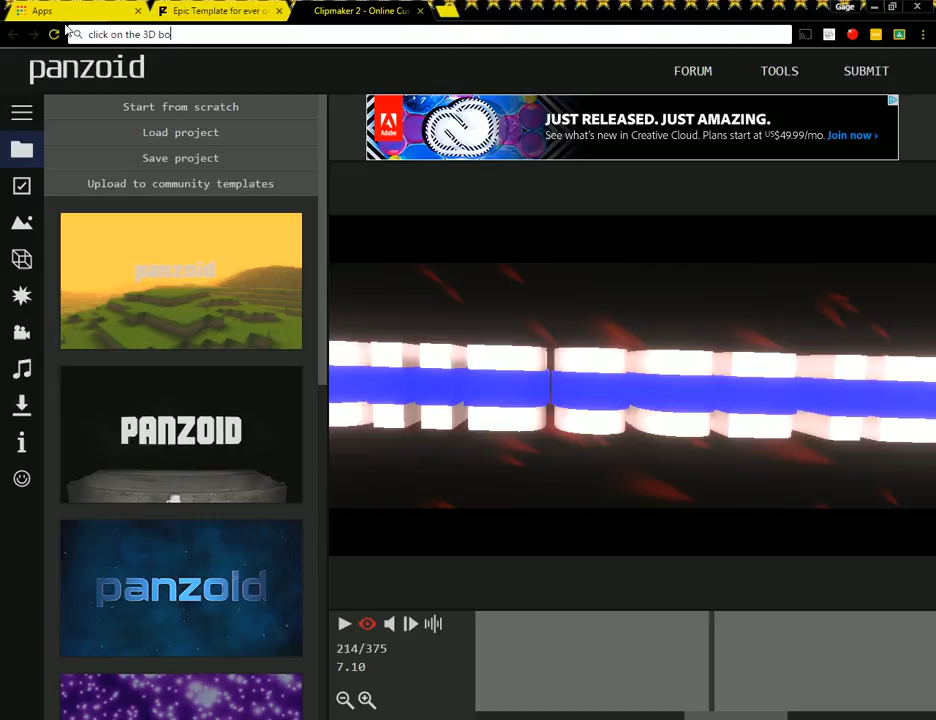 Apps
Epic Template for ever o
Clipmaker 2 - Online Cus
Gage
click on the 3D bo
panzoid
FORUM
TOOLS
SUBMIT
Start from scratch
Load project
Save project
Upload to community templates
JUST RELEASED. JUST AMAZING.
See what's new in Creative Cloud. Plans start at US$49.99/mo. Join now ›
Adobe
panzoid
PANZOID
panzoid
214/375
7.10